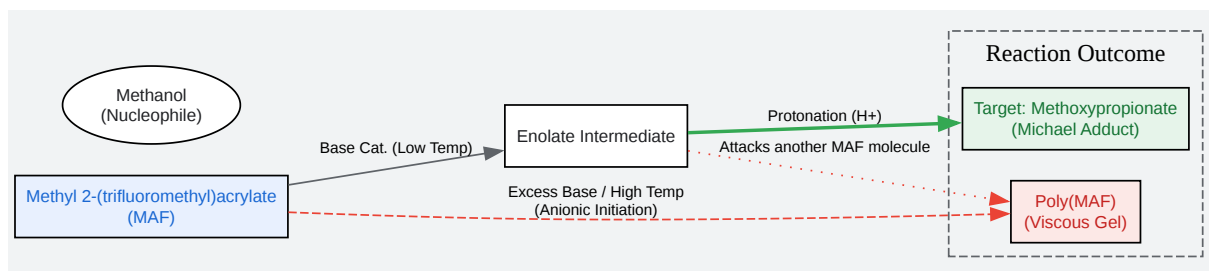 Methanol
(Nucleophile)
Methyl 2-(trifluoromethyl)acrylate
(MAF)
Base Cat. (Low Temp)
Enolate Intermediate
Excess Base / High Temp
(Anionic Initiation)
Protonation (H+)
Attacks another MAF molecule
Reaction Outcome
Target: Methoxypropionate
(Michael Adduct)
Poly(MAF)
(Viscous Gel)